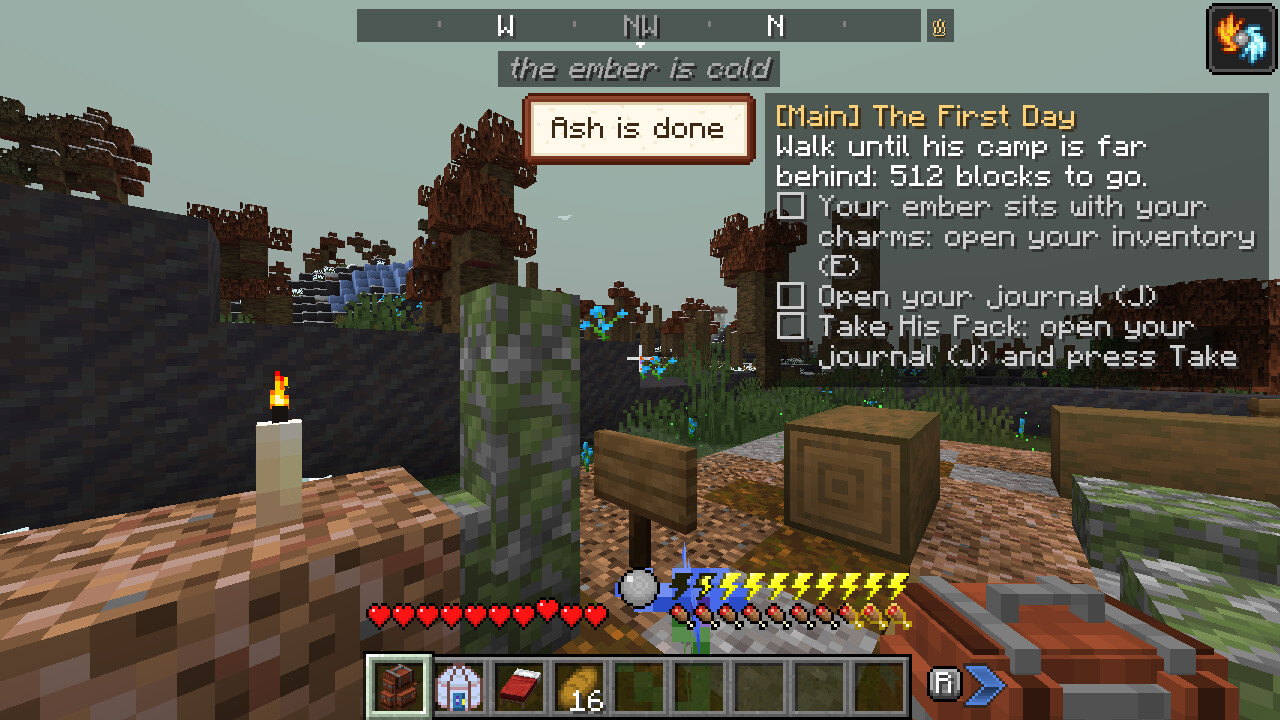 W NW N
the ember is cold
Ash is done
[Main] The First Day
Walk until his camp is far
behind: 512 blocks to go.
Your ember sits with your
charms: open your inventory
(E)
Open your journal (J)
Take His Pack: open your
journal (J) and press Take
16
R